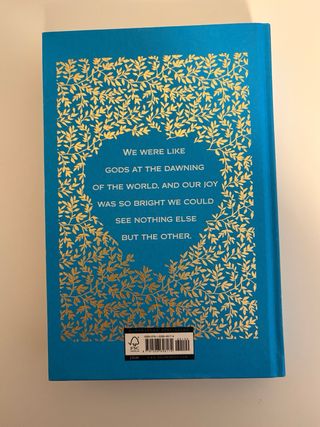 WE WERE LIKE
GODS AT THE DAWNING
OF THE WORLD, AND OUR JOY
WAS SO BRIGHT WE COULD
SEE NOTHING ELSE
BUT THE OTHER.
FSC